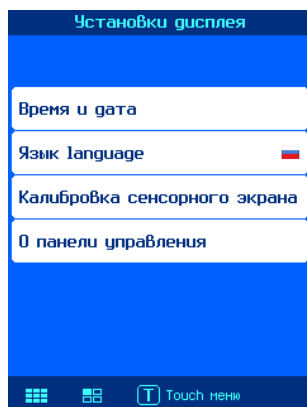 Установки дисплея
Время и дата
Язык language
Калибровка сенсорного экрана
О панели управления
T Touch меню